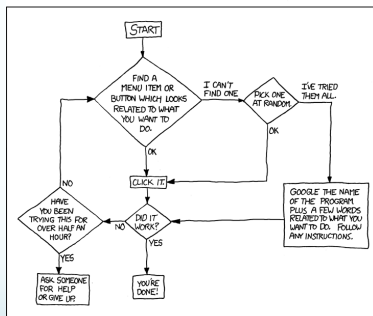 START
FIND A
MENU ITEM OR
BUTTON WHICH LOOKS
RELATED TO WHAT
YOU WANT TO
DO.
I CAN'T
FIND ONE
PICK ONE
AT RANDOM.
I'VE TRIED
THEM ALL.
OK
OK
CLICK IT.
NO
HAVE
YOU BEEN
TRYING THIS FOR
OVER HALF AN
HOUR?
NO
DID IT
WORK?
GOOGLE THE NAME
OF THE PROGRAM
PLUS A FEW WORDS
RELATED TO WHAT YOU
WANT TO DO. FOLLOW
ANY INSTRUCTIONS.
YES
YES
ASK SOMEONE
FOR HELP
OR GIVE UP.
YOU'RE
DONE!